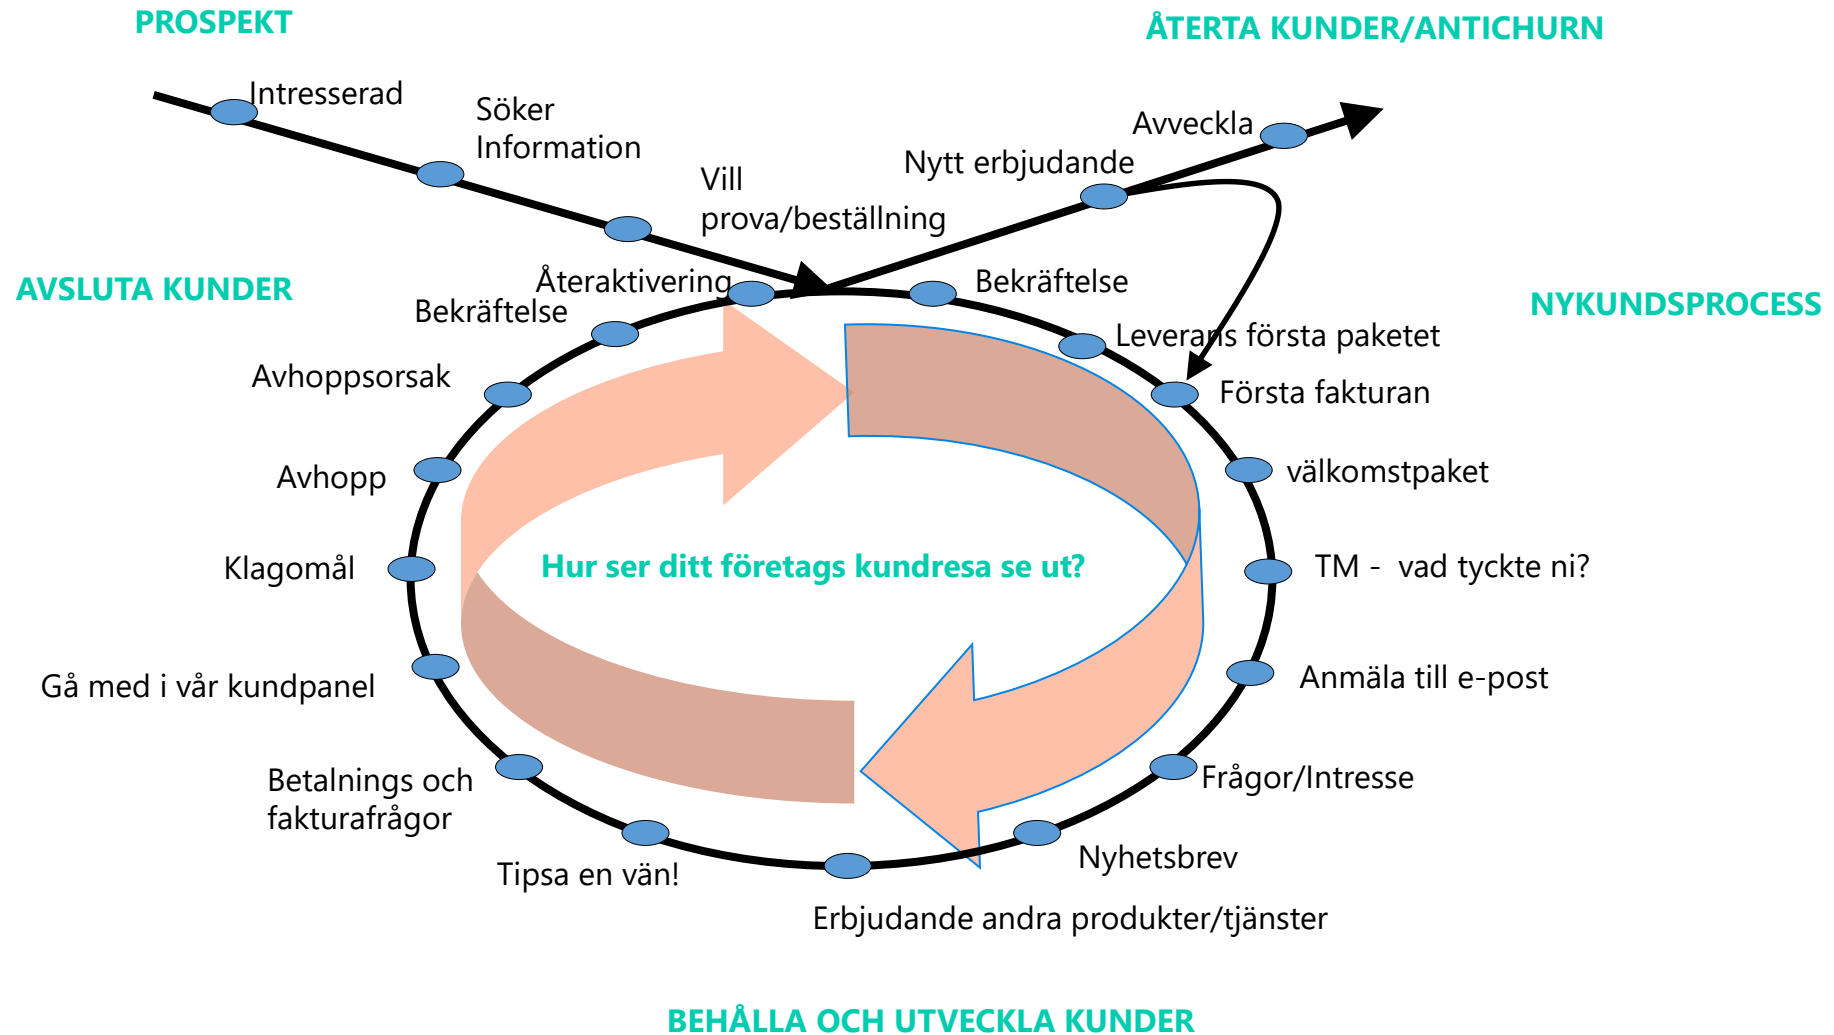 PROSPEKT
ÅTERTA KUNDER/ANTICHURN
Intresserad
Söker
Information
Vill
prova/beställning
Nytt erbjudande
Avveckla
AVSLUTA KUNDER
NYKUNDSPROCESS
Återaktivering
Bekräftelse
Bekräftelse
Leverans första paketet
Avhoppsorsak
Första fakturan
Avhopp
välkomstpaket
Klagomål
Hur ser ditt företags kundresa se ut?
TM - vad tyckte ni?
Gå med i vår kundpanel
Anmäla till e-post
Betalnings och
fakturafrågor
Frågor/Intresse
Tipsa en vän!
Nyhetsbrev
Erbjudande andra produkter/tjänster
BEHÅLLA OCH UTVECKLA KUNDER